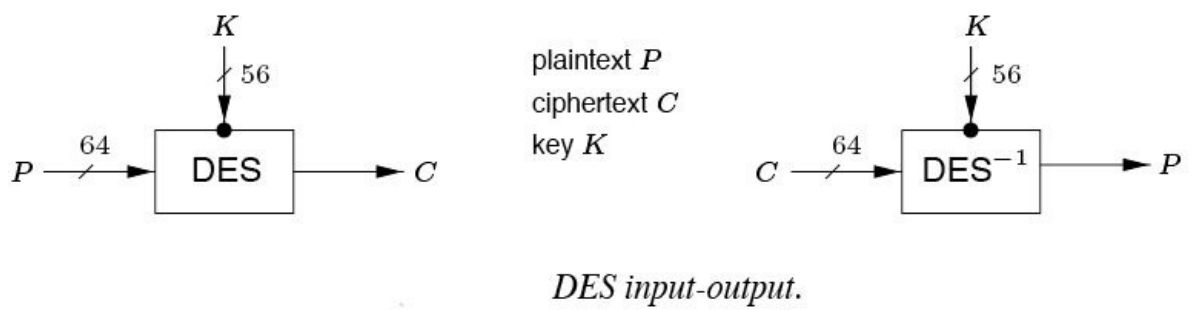 K
56
64
P
DES
C
plaintext P
ciphertext C
key K
K
56
64
C
DES⁻¹
P
DES input-output.